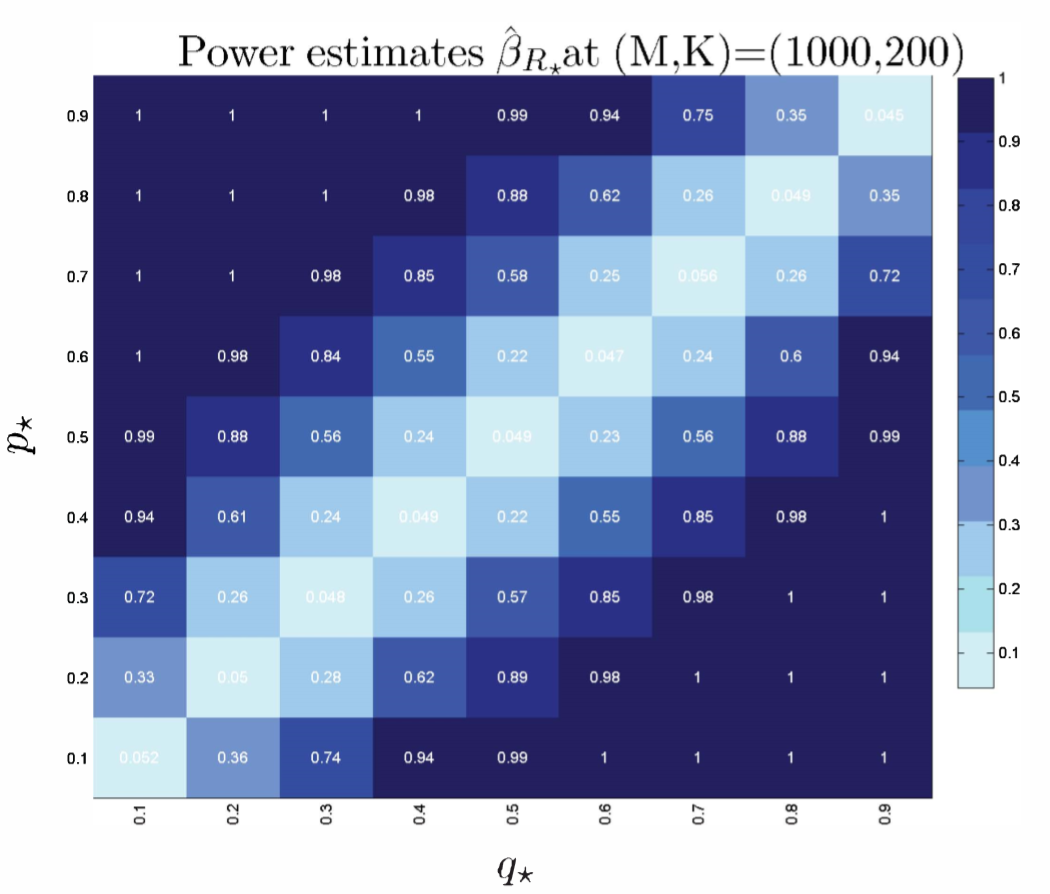 Power estimates β̂_{R⋆} at (M,K)=(1000,200)
0.9 1 1 1 1 0.99 0.94 0.75 0.35 0.045
0.8 1 1 1 0.98 0.88 0.62 0.26 0.049 0.35
0.7 1 1 0.98 0.85 0.58 0.25 0.056 0.26 0.72
0.6 1 0.98 0.84 0.55 0.22 0.047 0.24 0.6 0.94
0.5 0.99 0.88 0.56 0.24 0.049 0.23 0.56 0.88 0.99
0.4 0.94 0.61 0.24 0.049 0.22 0.55 0.85 0.98 1
0.3 0.72 0.26 0.048 0.26 0.57 0.85 0.98 1 1
0.2 0.33 0.05 0.28 0.62 0.89 0.98 1 1 1
0.1 0.052 0.36 0.74 0.94 0.99 1 1 1 1
0.1 0.2 0.3 0.4 0.5 0.6 0.7 0.8 0.9
p⋆
q⋆
1
0.9
0.8
0.7
0.6
0.5
0.4
0.3
0.2
0.1